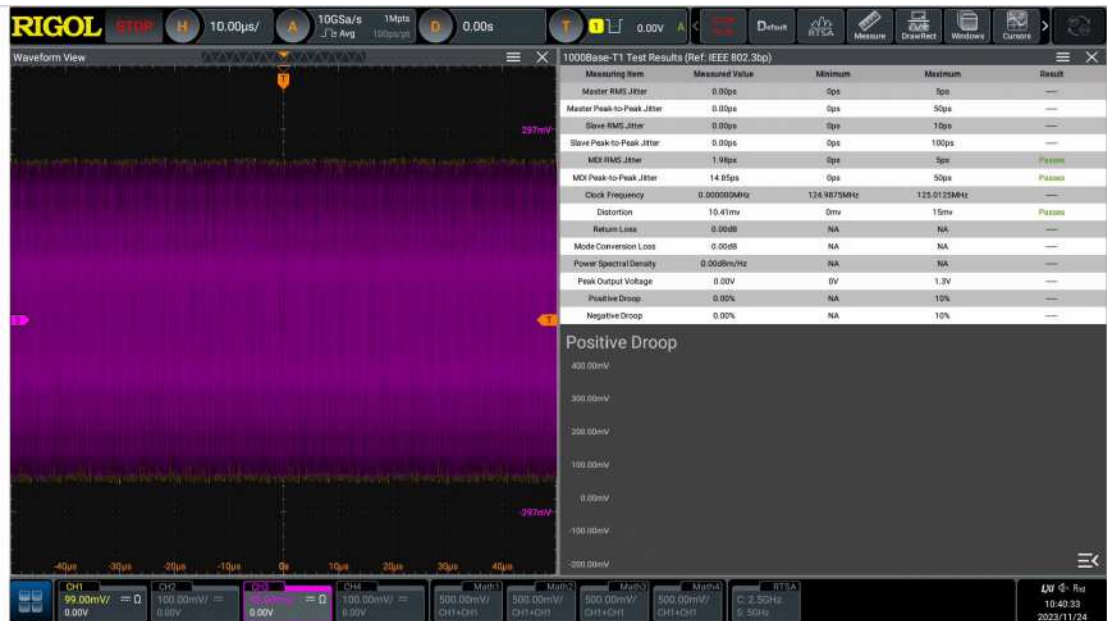 RIGOL STOP H 10.00μs/ A 10GSa/s 1Mpts D 0.00s T 1 0.00V A Default RTSA Measure DrawRect Windows Cursors
Avg 100ps/pt
Waveform View
T
297mV
-297mV
-40μs -30μs -20μs -10μs 0s 10μs 20μs 30μs 40μs
1000Base-T1 Test Results (Ref: IEEE 802.3bp)
Measuring Item Measured Value Minimum Maximum Result
Master RMS Jitter 0.00ps 0ps 5ps ----
Master Peak-to-Peak Jitter 0.00ps 0ps 50ps ----
Slave RMS Jitter 0.00ps 0ps 10ps ----
Slave Peak-to-Peak Jitter 0.00ps 0ps 100ps ----
MDI RMS Jitter 1.98ps 0ps 5ps Passes
MDI Peak-to-Peak Jitter 14.85ps 0ps 50ps Passes
Clock Frequency 0.000000MHz 124.9875MHz 125.0125MHz ----
Distortion 10.41mv 0mv 15mv Passes
Return Loss 0.00dB NA NA ----
Mode Conversion Loss 0.00dB NA NA ----
Power Spectral Density 0.00dBm/Hz NA NA ----
Peak Output Voltage 0.00V 0V 1.3V ----
Positive Droop 0.00% NA 10% ----
Negative Droop 0.00% NA 10% ----
Positive Droop
400.00mV
300.00mV
200.00mV
100.00mV
0.00mV
-100.00mV
-200.00mV
CH1 CH2 CH3 CH4 Math1 Math2 Math3 Math4 RTSA
99.00mV/ Ω 100.00mV/ Ω 100.00mV/ 500.00mV/ 500.00mV/ 500.00mV/ 500.00mV/ C: 2.5GHz
0.00V 0.00V 0.00V 0.00V CH1+CH1 CH1+CH1 CH1+CH1 CH1+CH1 S: 5GHz
LXI
10:40:33
2023/11/24